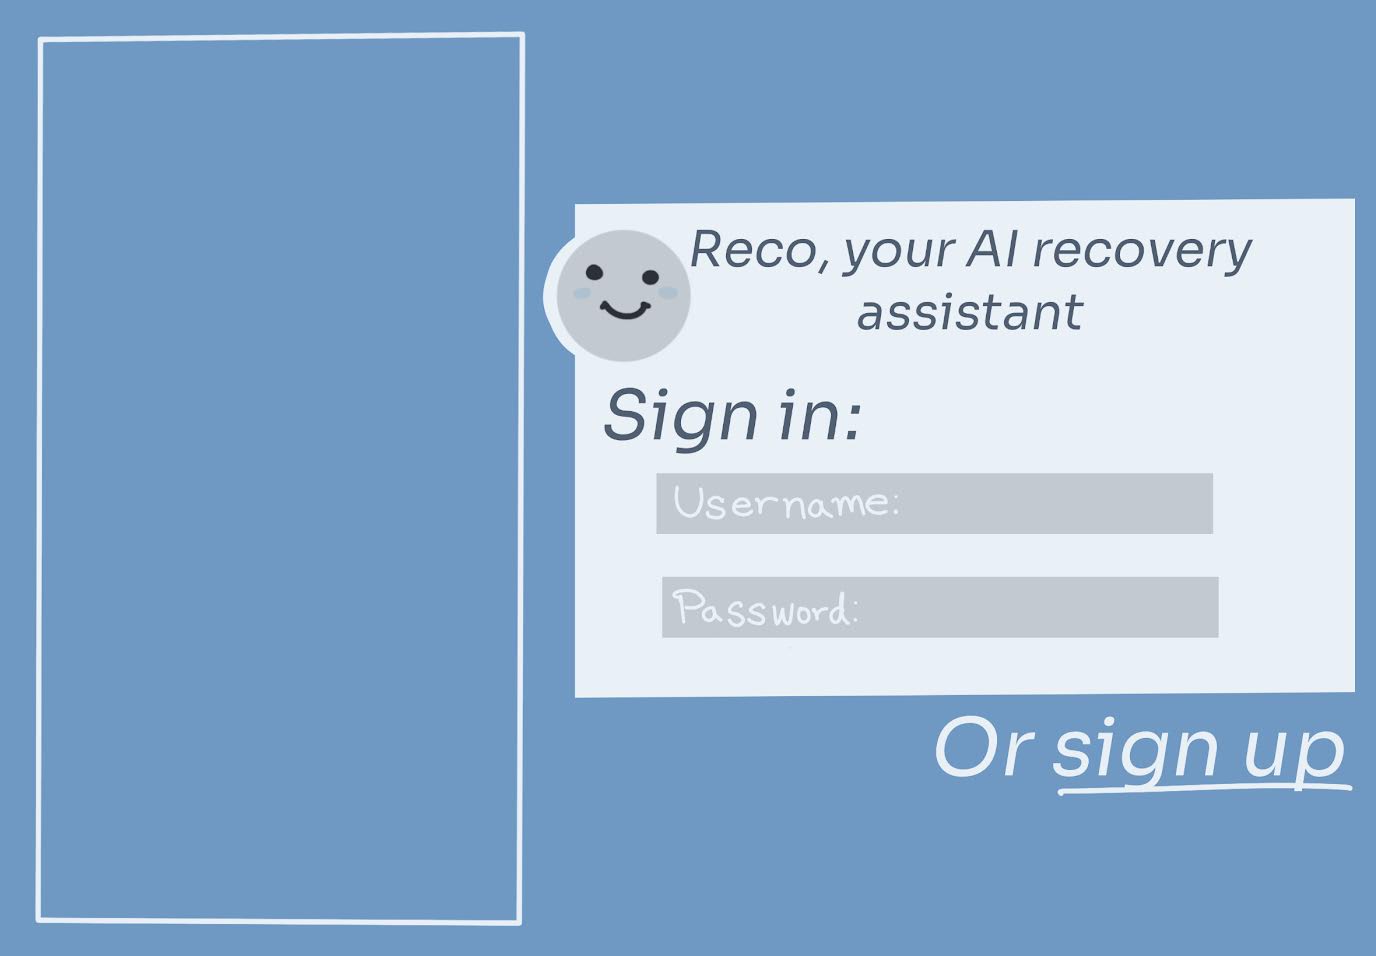 Reco, your AI recovery
assistant
Sign in:
Username:
Password:
Or sign up